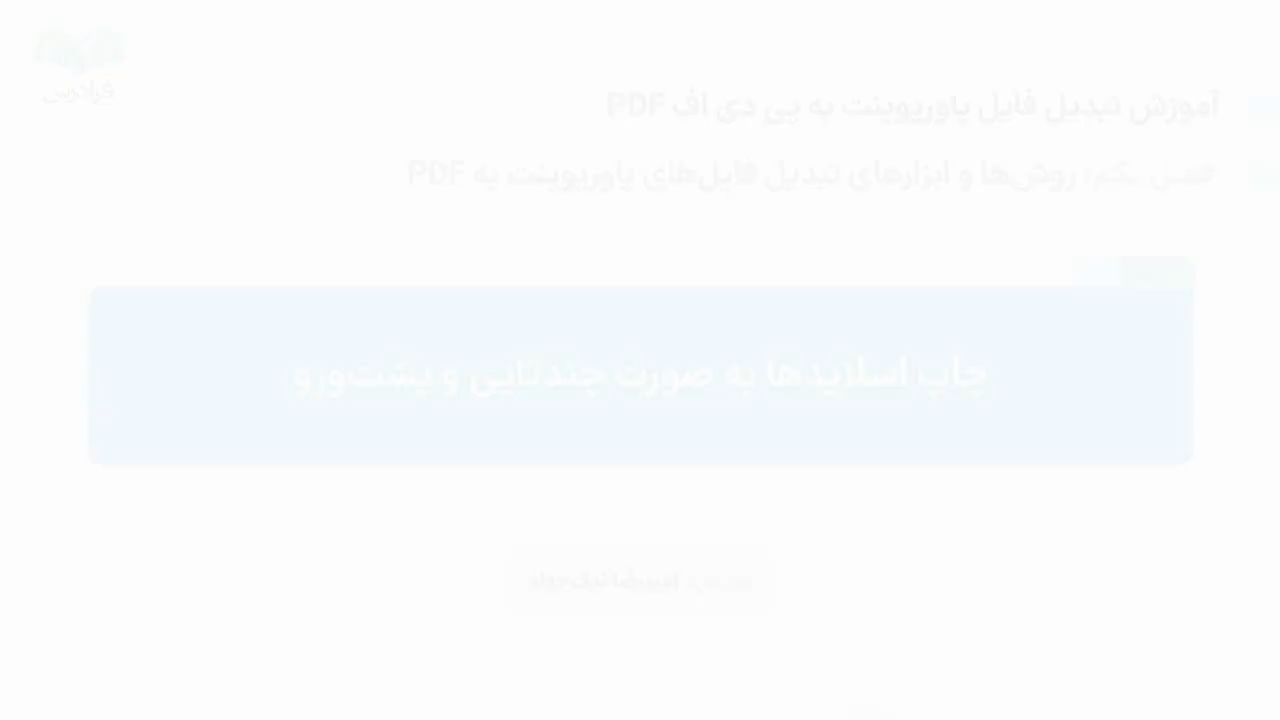 فرادرس
آموزش تبدیل فایل پاورپوینت به پی دی اف PDF
فصل یکم: روش‌ها و ابزارهای تبدیل فایل‌های پاورپوینت به PDF
چاپ اسلایدها به صورت چندتایی و پشت‌ورو